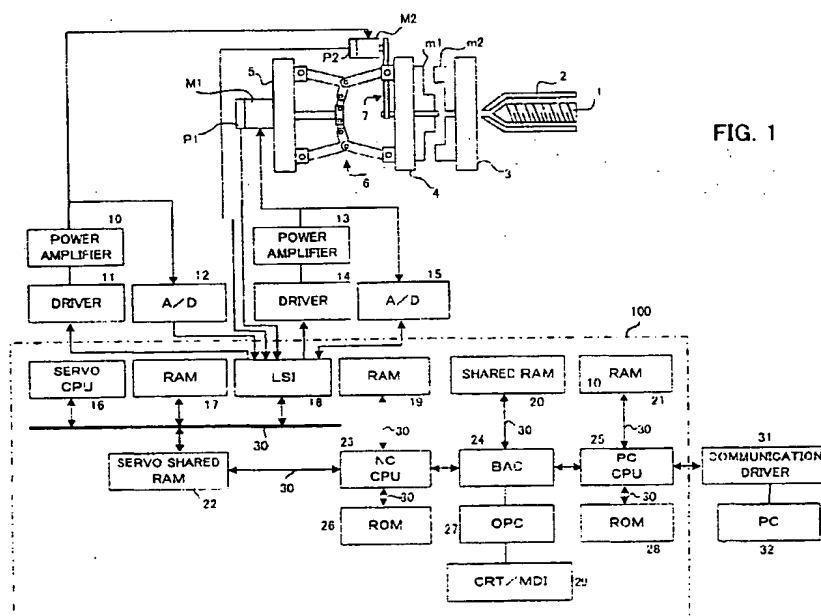 M2
m1
m2
P2
5
M1
2
1
P1
7
FIG. 1
3
6
4
10
13
POWER AMPLIFIER
POWER AMPLIFIER
11
12
14
15
DRIVER
A/D
DRIVER
A/D
100
SERVO CPU
RAM
LSI
RAM
SHARED RAM
10
RAM
16
17
18
19
20
21
30
30
30
30
23
24
25
31
SERVO SHARED RAM
30
NC CPU
BAC
PC CPU
COMMUNICATION DRIVER
22
30
30
26
ROM
27
OPC
ROM
28
PC
32
CRT/MDI
29